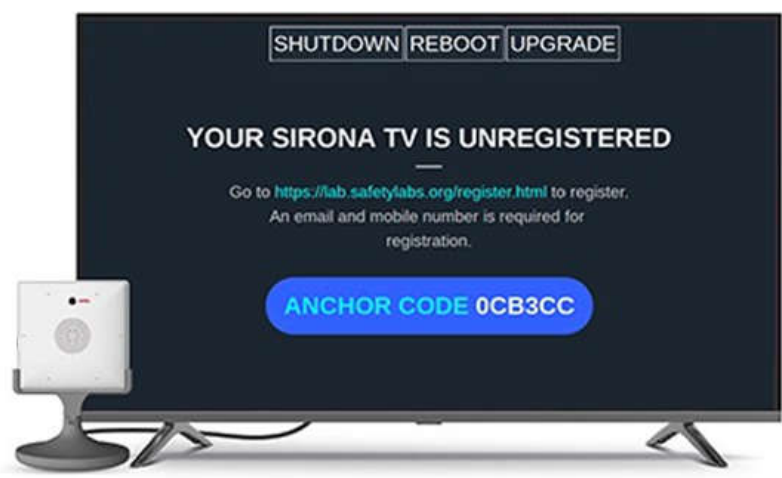 SHUTDOWN REBOOT UPGRADE
YOUR SIRONA TV IS UNREGISTERED
Go to https://lab.safetylabs.org/register.html to register.
An email and mobile number is required for
registration.
ANCHOR CODE 0CB3CC